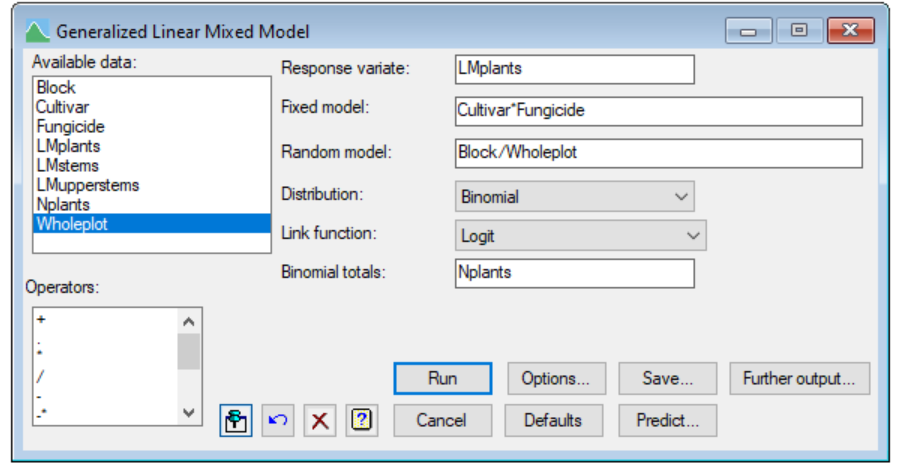 Generalized Linear Mixed Model
Available data:
Block
Cultivar
Fungicide
LMplants
LMstems
LMupperstems
Nplants
Wholeplot
Response variate: LMplants
Fixed model: Cultivar*Fungicide
Random model: Block/Wholeplot
Distribution: Binomial
Link function: Logit
Binomial totals: Nplants
Operators:
+
.
*
/
-
-*
Run Options... Save... Further output...
Cancel Defaults Predict...